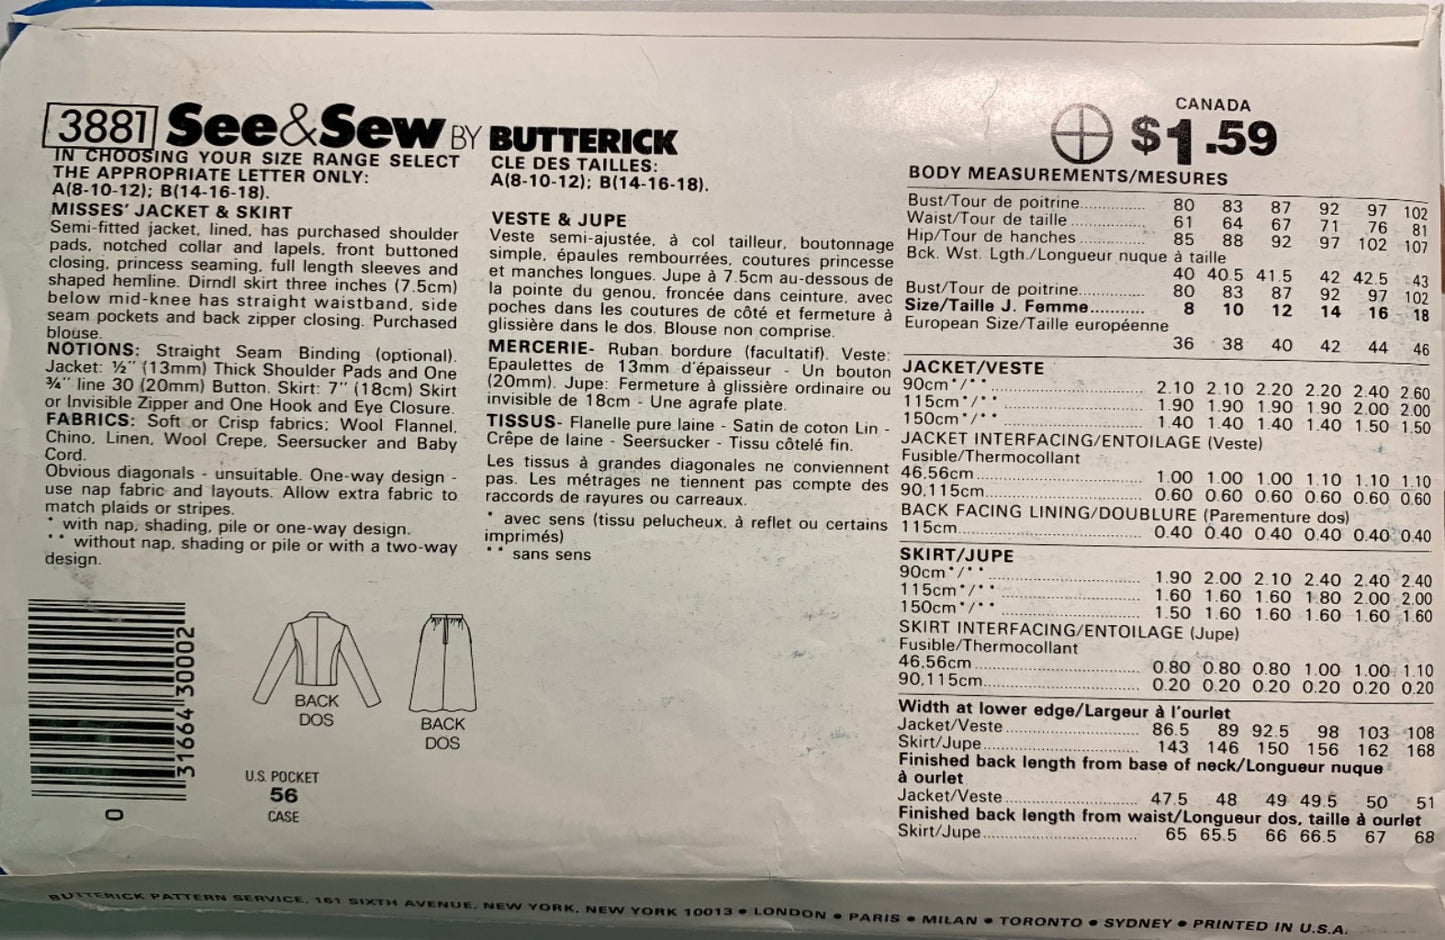 3881 See&Sew BY BUTTERICK
IN CHOOSING YOUR SIZE RANGE SELECT
THE APPROPRIATE LETTER ONLY:
A(8-10-12); B(14-16-18).
MISSES' JACKET & SKIRT
Semi-fitted jacket, lined, has purchased shoulder
pads, notched collar and lapels, front buttoned
closing, princess seaming, full length sleeves and
shaped hemline. Dirndl skirt three inches (7.5cm)
below mid-knee has straight waistband, side
seam pockets and back zipper closing. Purchased
blouse.
NOTIONS: Straight Seam Binding (optional).
Jacket: ½" (13mm) Thick Shoulder Pads and One
¾" line 30 (20mm) Button. Skirt: 7" (18cm) Skirt
or Invisible Zipper and One Hook and Eye Closure.
FABRICS: Soft or Crisp fabrics; Wool Flannel,
Chino, Linen, Wool Crepe, Seersucker and Baby
Cord.
Obvious diagonals - unsuitable. One-way design -
use nap fabric and layouts. Allow extra fabric to
match plaids or stripes.
* with nap, shading, pile or one-way design.
** without nap, shading or pile or with a two-way
design.
CLE DES TAILLES:
A(8-10-12); B(14-16-18).
VESTE & JUPE
Veste semi-ajustée, à col tailleur, boutonnage
simple, épaules rembourrées, coutures princesse
et manches longues. Jupe à 7.5cm au-dessous de
la pointe du genou, froncée dans ceinture, avec
poches dans les coutures de côté et fermeture à
glissière dans le dos. Blouse non comprise.
MERCERIE- Ruban bordure (facultatif). Veste:
Epaulettes de 13mm d'épaisseur - Un bouton
(20mm). Jupe: Fermeture à glissière ordinaire ou
invisible de 18cm - Une agrafe plate.
TISSUS- Flanelle pure laine - Satin de coton Lin -
Crêpe de laine - Seersucker - Tissu côtelé fin.
Les tissus à grandes diagonales ne conviennent
pas. Les métrages ne tiennent pas compte des
raccords de rayures ou carreaux.
* avec sens (tissu pelucheux, à reflet ou certains
imprimés)
** sans sens
CANADA
$1.59
BODY MEASUREMENTS/MESURES
Bust/Tour de poitrine............... 80 83 87 92 97 102
Waist/Tour de taille............... 61 64 67 71 76 81
Hip/Tour de hanches............... 85 88 92 97 102 107
Bck. Wst. Lgth./Longueur nuque à taille
40 40.5 41.5 42 42.5 43
Bust/Tour de poitrine............... 80 83 87 92 97 102
Size/Taille J. Femme........... 8 10 12 14 16 18
European Size/Taille européenne
36 38 40 42 44 46
JACKET/VESTE
90cm*/**............... 2.10 2.10 2.20 2.20 2.40 2.60
115cm*/**............... 1.90 1.90 1.90 1.90 2.00 2.00
150cm*/**............... 1.40 1.40 1.40 1.40 1.50 1.50
JACKET INTERFACING/ENTOILAGE (Veste)
Fusible/Thermocollant
46,56cm............... 1.00 1.00 1.00 1.10 1.10 1.10
90,115cm............... 0.60 0.60 0.60 0.60 0.60 0.60
BACK FACING LINING/DOUBLURE (Parementure dos)
115cm............... 0.40 0.40 0.40 0.40 0.40 0.40
SKIRT/JUPE
90cm*/**............... 1.90 2.00 2.10 2.40 2.40 2.40
115cm*/**............... 1.60 1.60 1.60 1.80 2.00 2.00
150cm*/**............... 1.50 1.60 1.60 1.60 1.60 1.60
SKIRT INTERFACING/ENTOILAGE (Jupe)
Fusible/Thermocollant
46,56cm............... 0.80 0.80 0.80 1.00 1.00 1.10
90,115cm............... 0.20 0.20 0.20 0.20 0.20 0.20
Width at lower edge/Largeur à l'ourlet
Jacket/Veste............... 86.5 89 92.5 98 103 108
Skirt/Jupe............... 143 146 150 156 162 168
Finished back length from base of neck/Longueur nuque
à ourlet
Jacket/Veste............... 47.5 48 49 49.5 50 51
Finished back length from waist/Longueur dos, taille à ourlet
Skirt/Jupe............... 65 65.5 66 66.5 67 68
31664 30002
0
BACK
DOS
BACK
DOS
U.S. POCKET
56
CASE
BUTTERICK PATTERN SERVICE, 161 SIXTH AVENUE, NEW YORK, NEW YORK 10013 • LONDON • PARIS • MILAN • TORONTO • SYDNEY • PRINTED IN U.S.A.